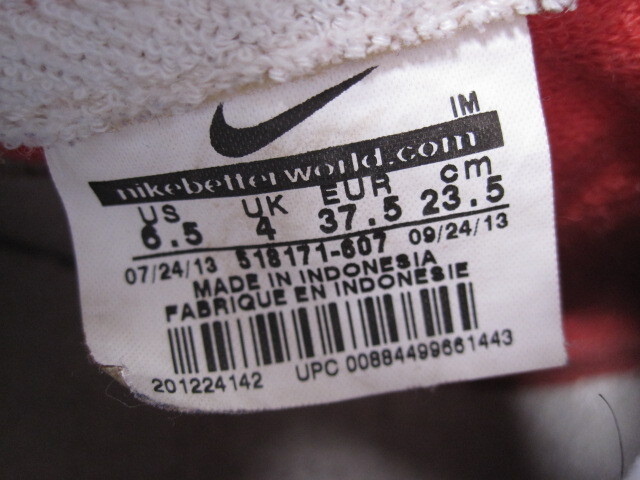 IM
nikebetterworld.com
US UK EUR cm
6.5 4 37.5 23.5
07/24/13 518171-607 09/24/13
MADE IN INDONESIA
FABRIQUE EN INDONESIE
201224142 UPC 00884499661443